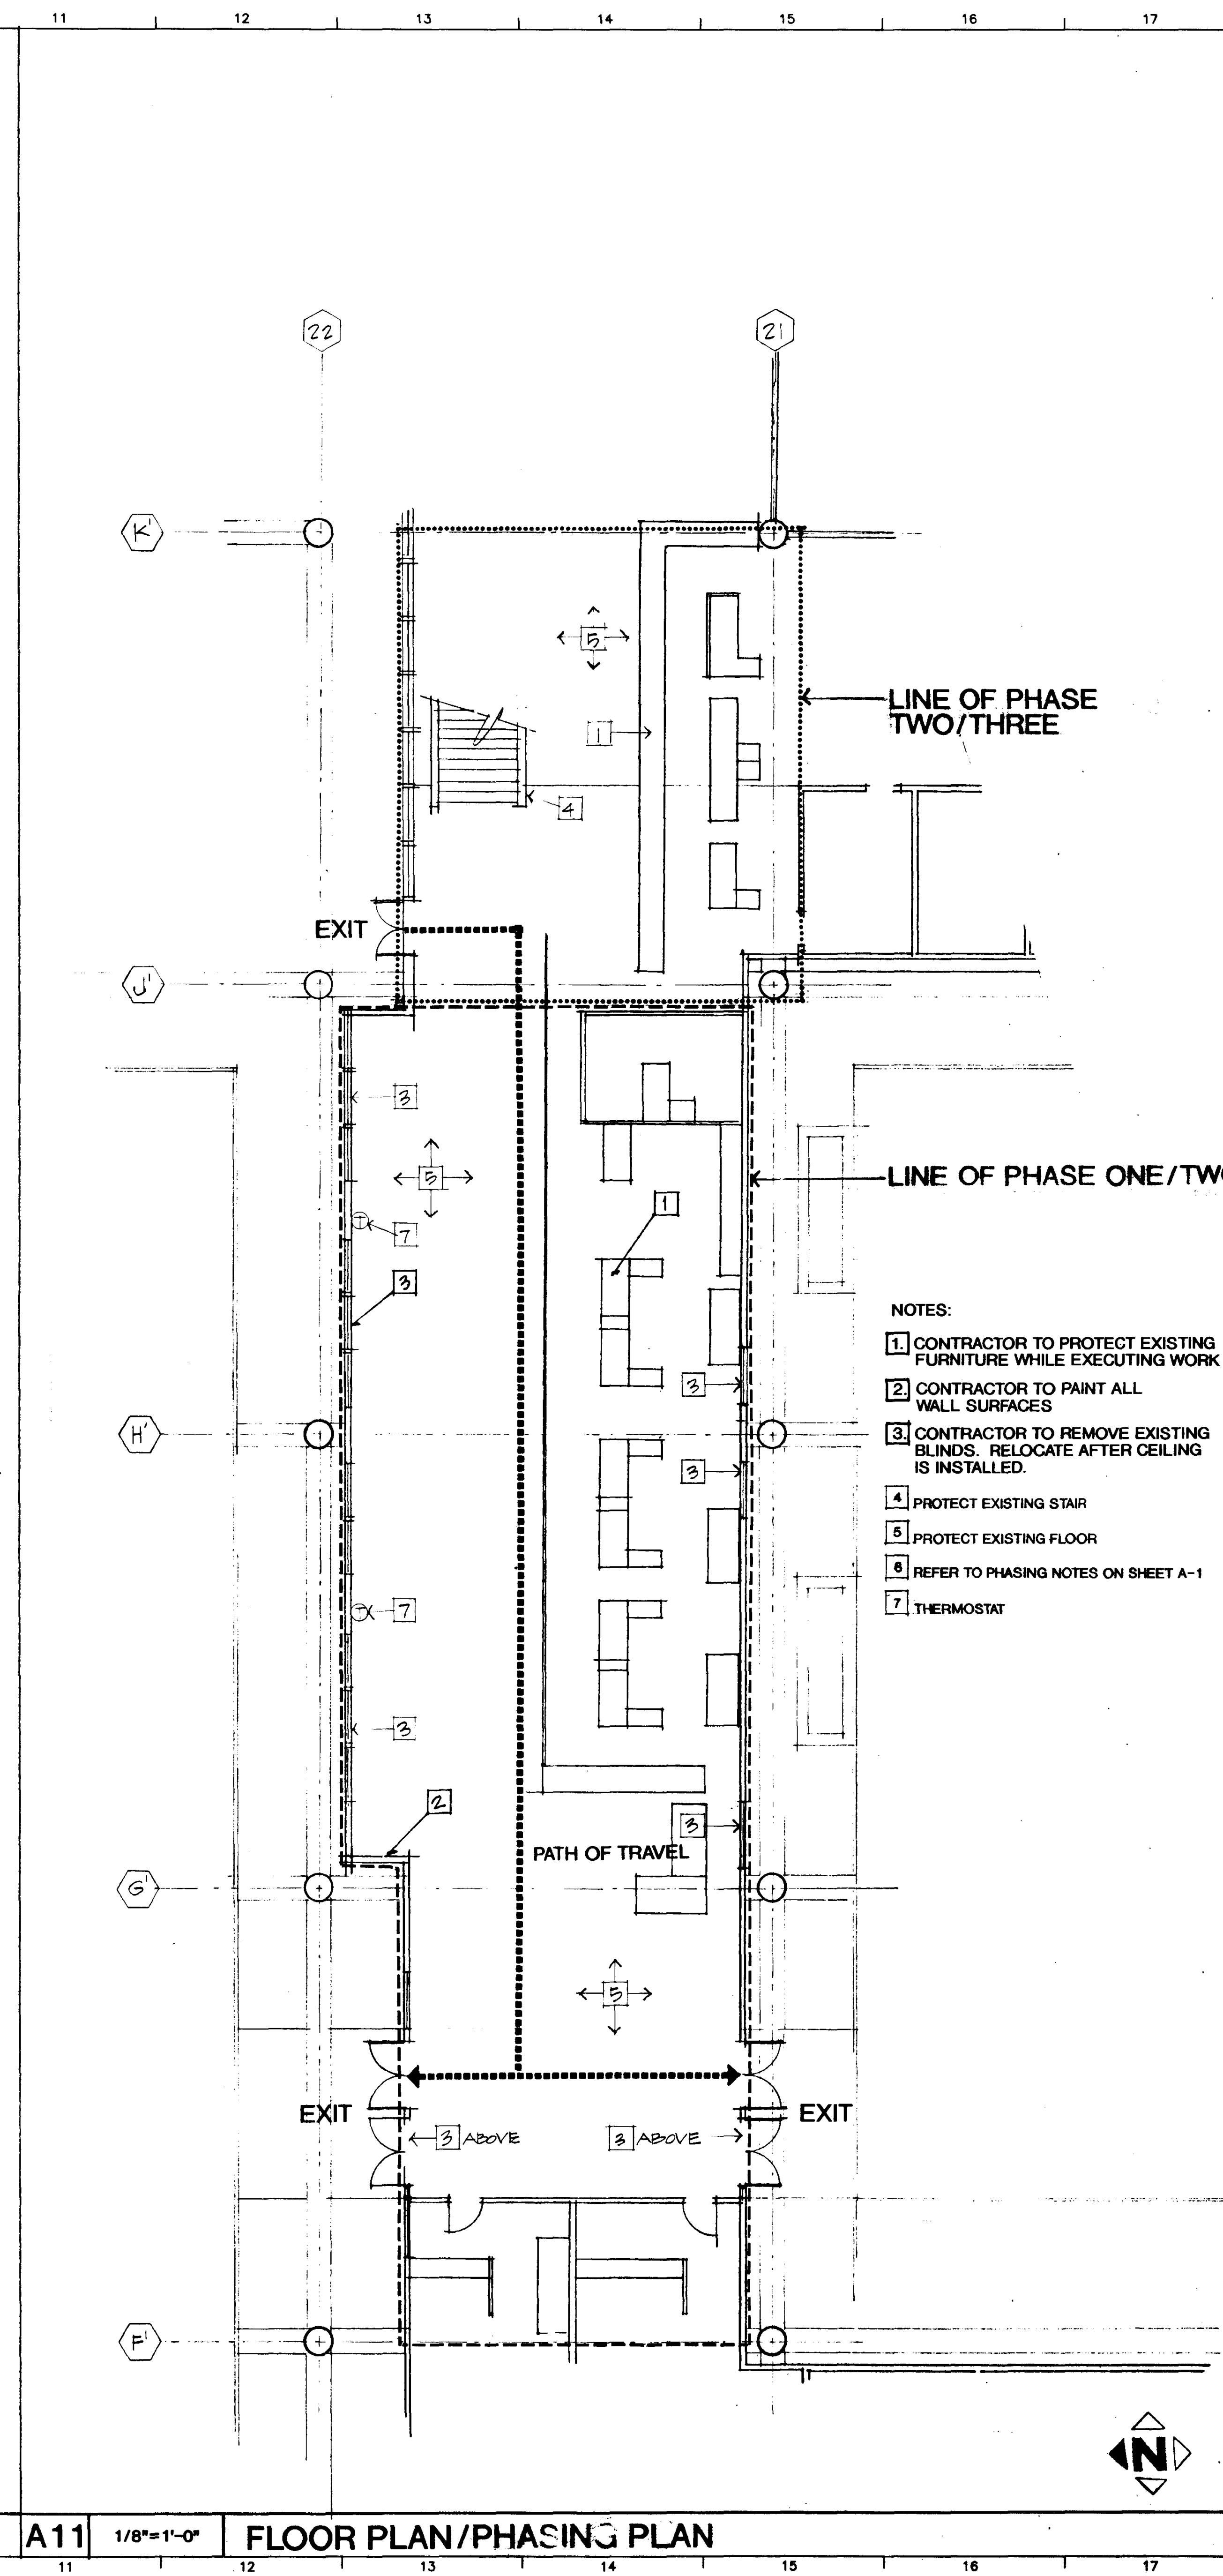 11 12 13 14 15 16 17
22 21
K'
5
LINE OF PHASE
TWO/THREE
1
4
EXIT
J'
3
5
LINE OF PHASE ONE/TWO
1
7
3
NOTES:
1. CONTRACTOR TO PROTECT EXISTING
FURNITURE WHILE EXECUTING WORK
3
2. CONTRACTOR TO PAINT ALL
WALL SURFACES
H'
3. CONTRACTOR TO REMOVE EXISTING
BLINDS. RELOCATE AFTER CEILING
IS INSTALLED.
3
4 PROTECT EXISTING STAIR
5 PROTECT EXISTING FLOOR
6 REFER TO PHASING NOTES ON SHEET A-1
7 THERMOSTAT
7
3
2
3
PATH OF TRAVEL
G'
5
EXIT EXIT
3 ABOVE 3 ABOVE
F'
N
A11 1/8"=1'-0" FLOOR PLAN/PHASING PLAN
11 12 13 14 15 16 17